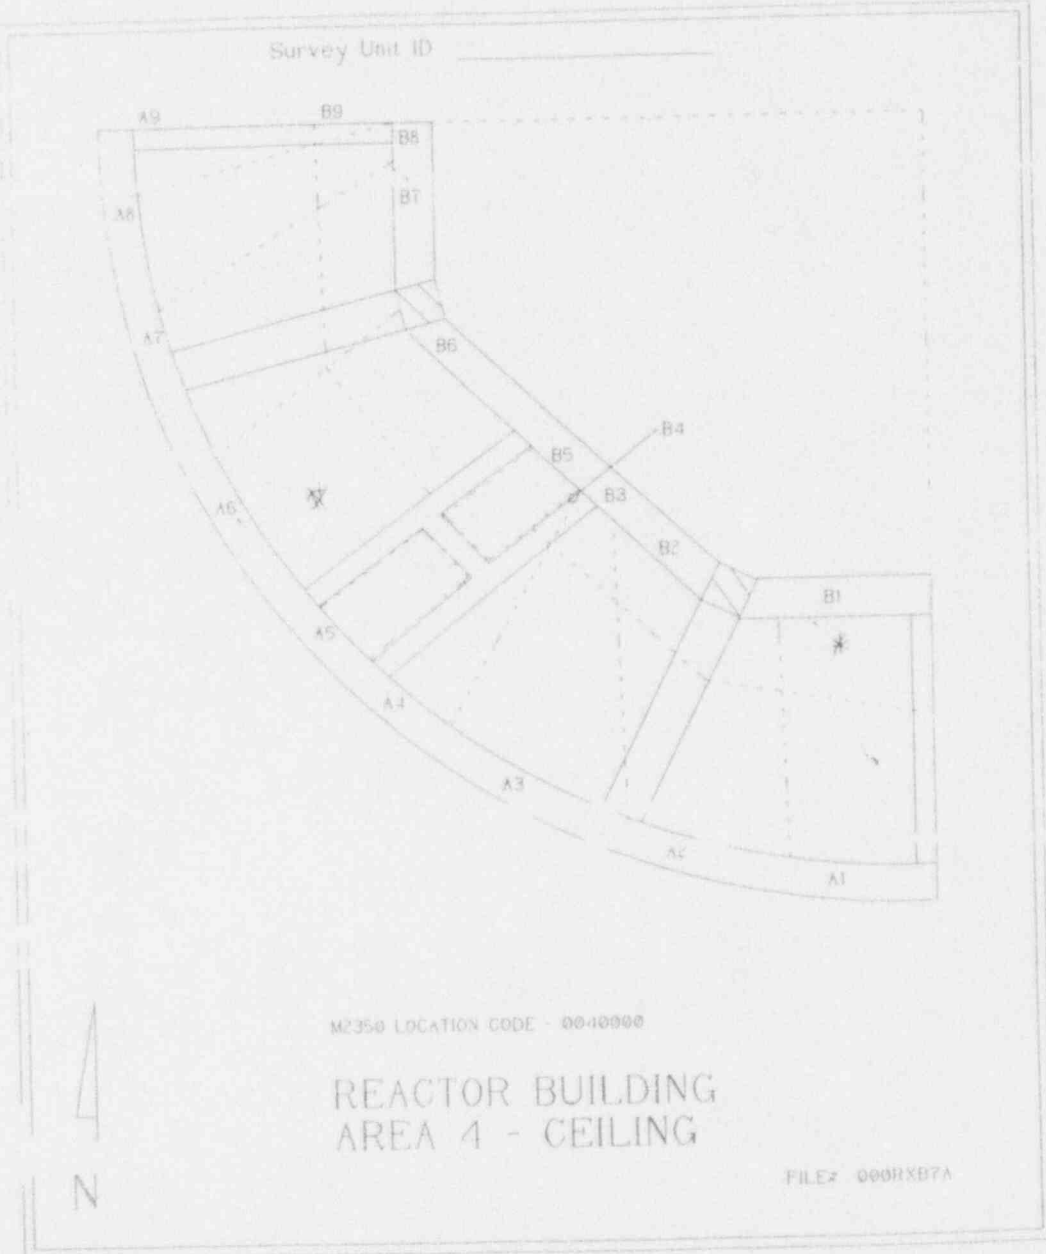 Survey Unit ID
A9
B9
B8
B7
A8
A7
B6
B4
B5
B3
A6
B2
B1
A5
A4
A3
A2
A1
M2350 LOCATION CODE - 0040000
REACTOR BUILDING
AREA 4 - CEILING
FILE# 000RXB7A
N